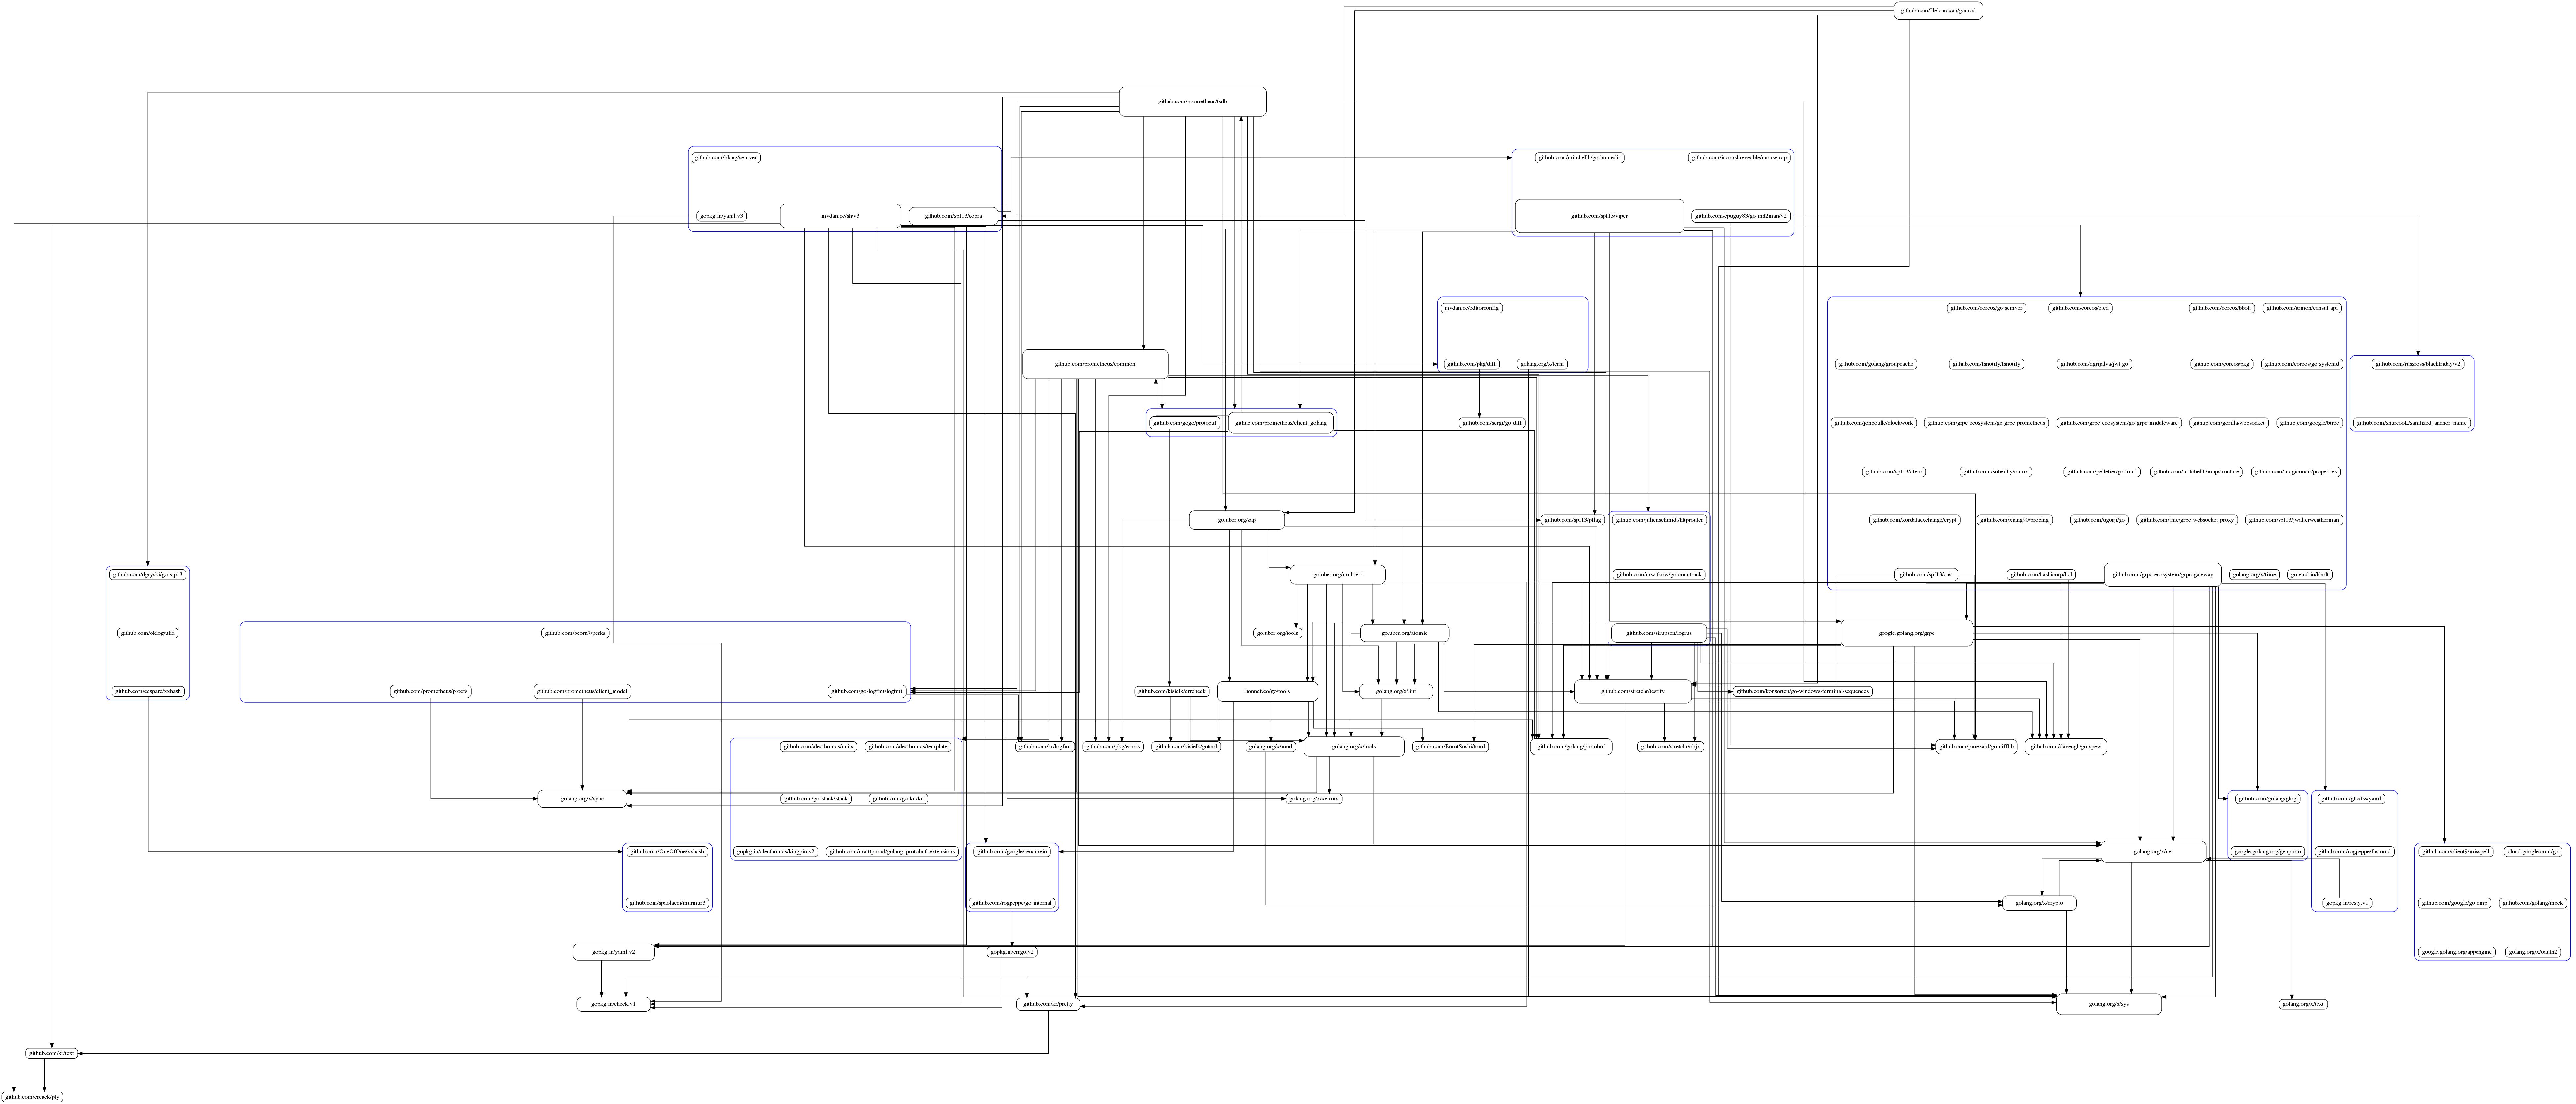 github.com/Helcaraxan/gomod
github.com/prometheus/tsdb
github.com/blang/semver
github.com/mitchellh/go-homedir
github.com/inconshreveable/mousetrap
gopkg.in/yaml.v3
mvdan.cc/sh/v3
github.com/spf13/cobra
github.com/spf13/viper
github.com/cpuguy83/go-md2man/v2
mvdan.cc/editorconfig
github.com/coreos/go-semver
github.com/coreos/etcd
github.com/coreos/bbolt
github.com/armon/consul-api
github.com/prometheus/common
github.com/pkg/diff
golang.org/x/term
github.com/golang/groupcache
github.com/fsnotify/fsnotify
github.com/dgrijalva/jwt-go
github.com/coreos/pkg
github.com/coreos/go-systemd
github.com/russross/blackfriday/v2
github.com/gogo/protobuf
github.com/prometheus/client_golang
github.com/sergi/go-diff
github.com/jonboulle/clockwork
github.com/grpc-ecosystem/go-grpc-prometheus
github.com/grpc-ecosystem/go-grpc-middleware
github.com/gorilla/websocket
github.com/google/btree
github.com/shurcooL/sanitized_anchor_name
github.com/spf13/afero
github.com/soheilhy/cmux
github.com/pelletier/go-toml
github.com/mitchellh/mapstructure
github.com/magiconair/properties
go.uber.org/zap
github.com/spf13/pflag
github.com/julienschmidt/httprouter
github.com/xordataexchange/crypt
github.com/xiang90/probing
github.com/ugorji/go
github.com/tmc/grpc-websocket-proxy
github.com/spf13/jwalterweatherman
github.com/dgryski/go-sip13
go.uber.org/multierr
github.com/mwitkow/go-conntrack
github.com/spf13/cast
github.com/hashicorp/hcl
github.com/grpc-ecosystem/grpc-gateway
golang.org/x/time
go.etcd.io/bbolt
github.com/oklog/ulid
github.com/beorn7/perks
go.uber.org/tools
go.uber.org/atomic
github.com/sirupsen/logrus
google.golang.org/grpc
github.com/cespare/xxhash
github.com/prometheus/procfs
github.com/prometheus/client_model
github.com/go-logfmt/logfmt
github.com/kisielk/errcheck
honnef.co/go/tools
golang.org/x/lint
github.com/stretchr/testify
github.com/konsorten/go-windows-terminal-sequences
github.com/alecthomas/units
github.com/alecthomas/template
github.com/kr/logfmt
github.com/pkg/errors
github.com/kisielk/gotool
golang.org/x/mod
golang.org/x/tools
github.com/BurntSushi/toml
github.com/golang/protobuf
github.com/stretchr/objx
github.com/pmezard/go-difflib
github.com/davecgh/go-spew
golang.org/x/sync
github.com/go-stack/stack
github.com/go-kit/kit
golang.org/x/xerrors
github.com/golang/glog
github.com/ghodss/yaml
github.com/OneOfOne/xxhash
gopkg.in/alecthomas/kingpin.v2
github.com/matttproud/golang_protobuf_extensions
github.com/google/renameio
golang.org/x/net
google.golang.org/genproto
github.com/rogpeppe/fastuuid
github.com/client9/misspell
cloud.google.com/go
github.com/spaolacci/murmur3
github.com/rogpeppe/go-internal
golang.org/x/crypto
gopkg.in/resty.v1
github.com/google/go-cmp
github.com/golang/mock
gopkg.in/yaml.v2
gopkg.in/errgo.v2
google.golang.org/appengine
golang.org/x/oauth2
gopkg.in/check.v1
github.com/kr/pretty
golang.org/x/sys
golang.org/x/text
github.com/kr/text
github.com/creack/pty